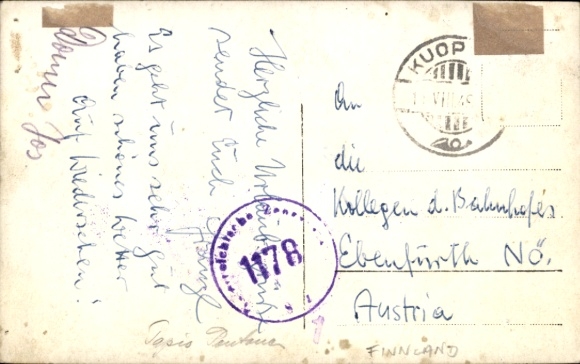 Herzliche Urlaubsgrüße
sendet Euch
Es geht uns sehr gut
haben schönes Wetter
Auf Wiedersehen!
KUOP
An
die
Kollegen d. Bahnhofes
Ebenfurth NÖ.
Austria
1178
FINNLAND